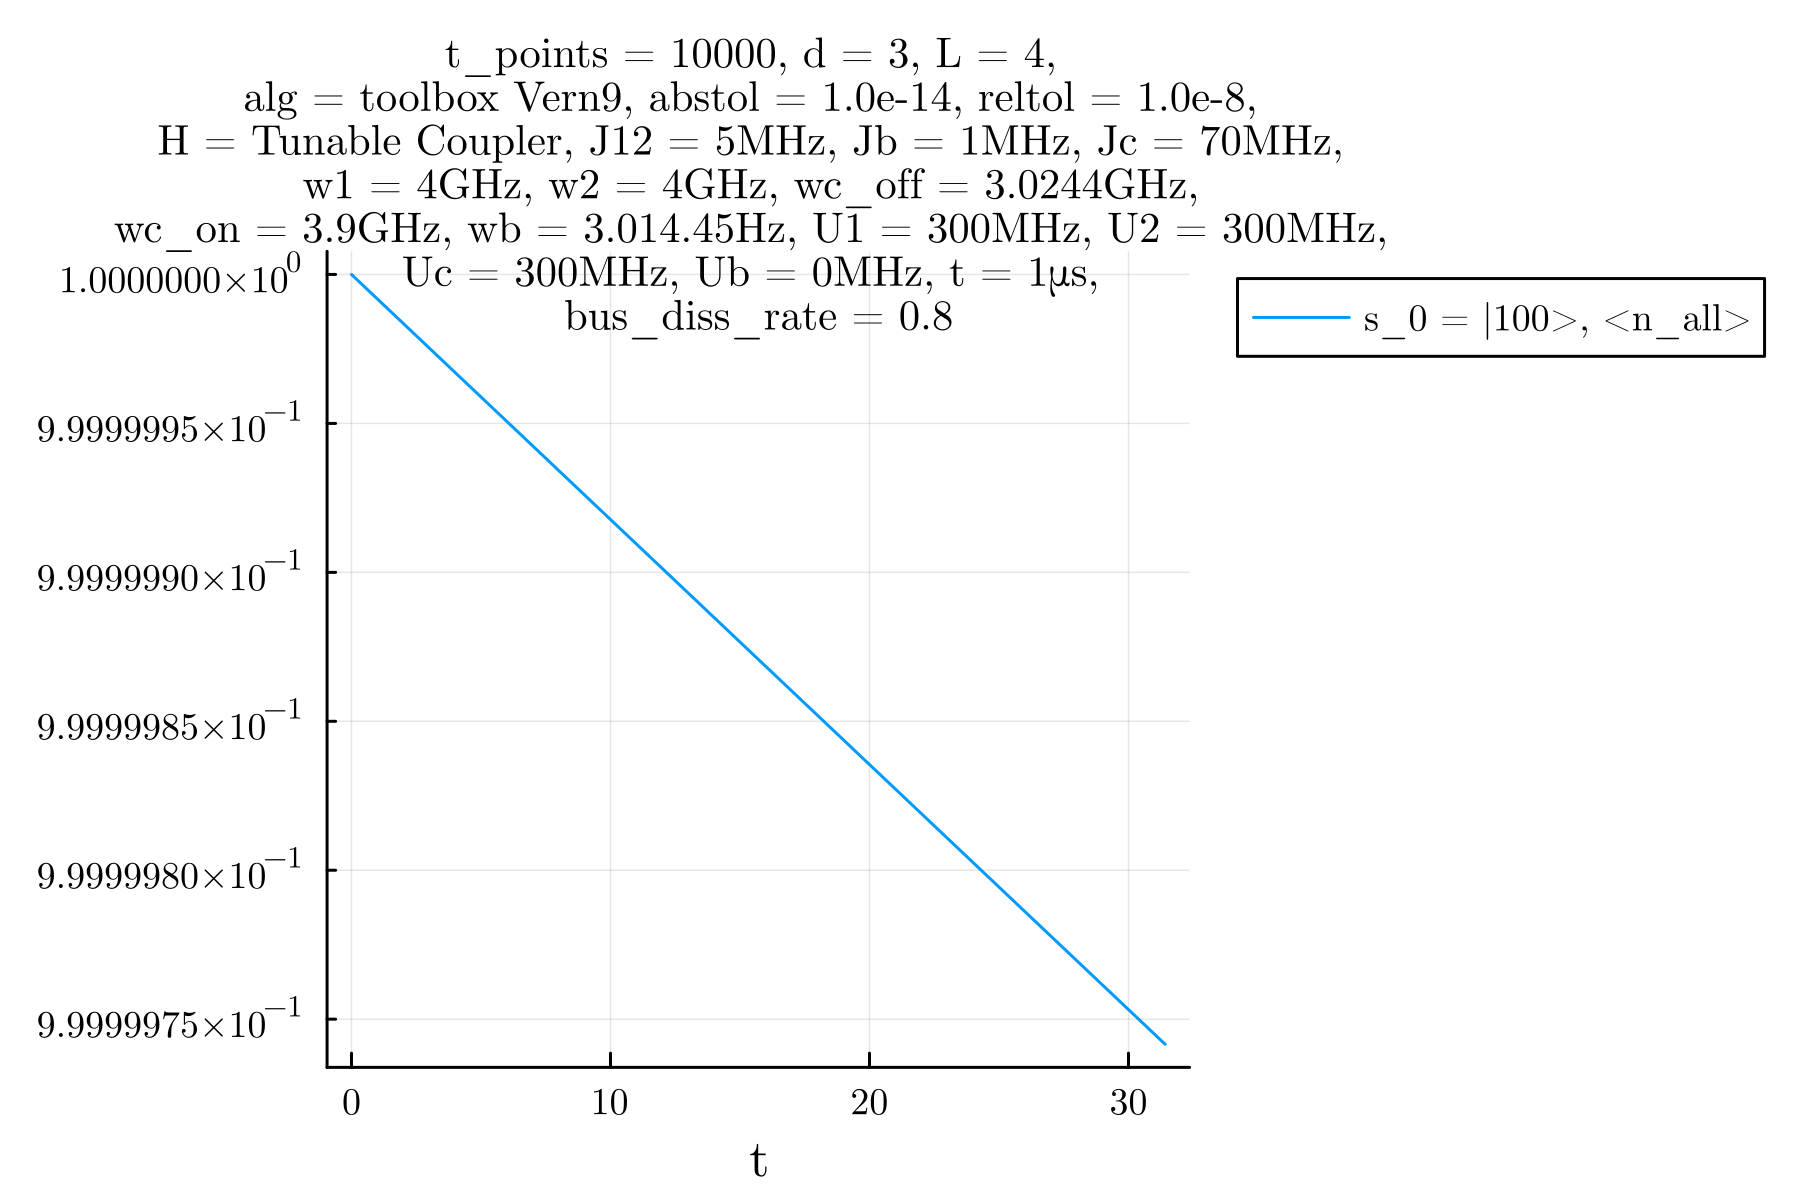 t_points = 10000, d = 3, L = 4,
alg = toolbox Vern9, abstol = 1.0e-14, reltol = 1.0e-8,
H = Tunable Coupler, J12 = 5MHz, Jb = 1MHz, Jc = 70MHz,
w1 = 4GHz, w2 = 4GHz, wc_off = 3.0244GHz,
wc_on = 3.9GHz, wb = 3.014.45Hz, U1 = 300MHz, U2 = 300MHz,
Uc = 300MHz, Ub = 0MHz, t = 1μs,
bus_diss_rate = 0.8
s_0 = |100>, <n_all>
1.0000000×10^0
9.9999995×10^−1
9.9999990×10^−1
9.9999985×10^−1
9.9999980×10^−1
9.9999975×10^−1
0 10 20 30
t